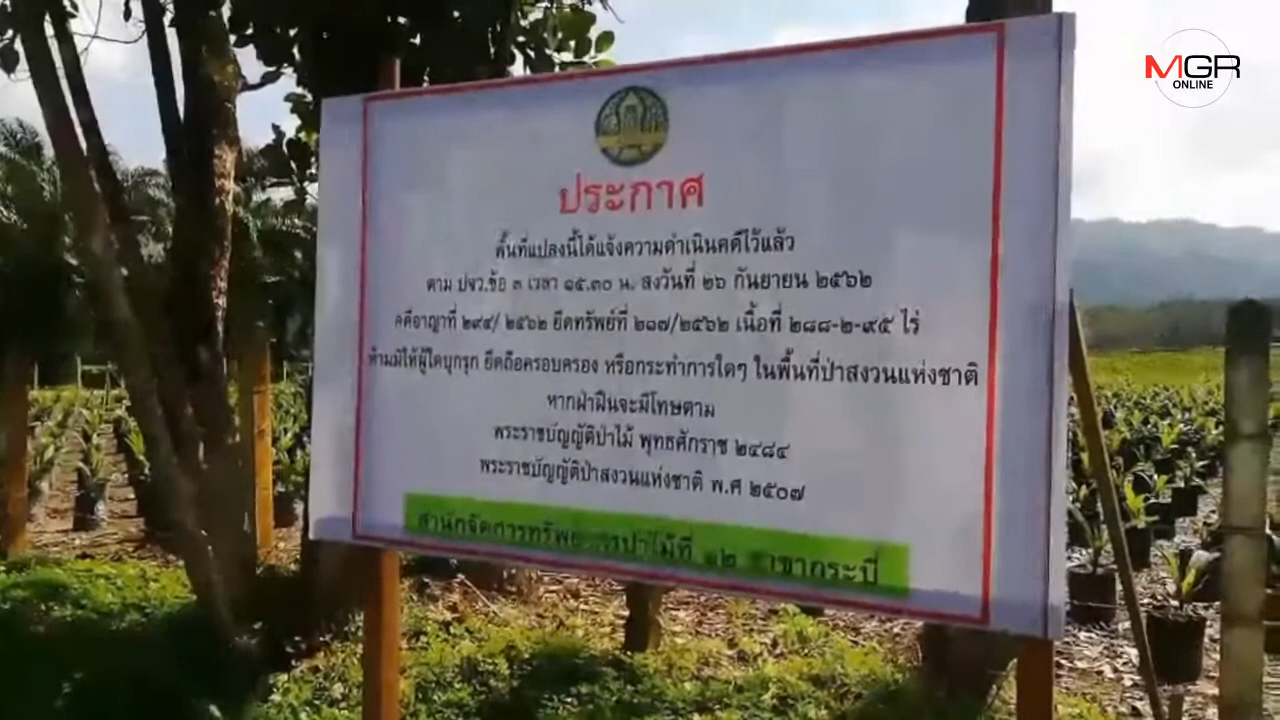 MGR
ONLINE
ประกาศ
พื้นที่แปลงนี้ได้แจ้งความดำเนินคดีไว้แล้ว
ตาม ปจว.ข้อ ๓ เวลา ๑๕.๓๐ น. ลงวันที่ ๒๖ กันยายน ๒๕๖๒
คดีอาญาที่ ๒๙๔/ ๒๕๖๒ ยึดทรัพย์ที่ ๒๘๗/๒๕๖๒ เนื้อที่ ๒๘๘-๒-๙๕ ไร่
ห้ามมิให้ผู้ใดบุกรุก ยึดถือครอบครอง หรือกระทำการใดๆ ในพื้นที่ป่าสงวนแห่งชาติ
หากฝ่าฝืนจะมีโทษตาม
พระราชบัญญัติป่าไม้ พุทธศักราช ๒๔๘๔
พระราชบัญญัติป่าสงวนแห่งชาติ พ.ศ ๒๕๐๗
สำนักจัดการทรัพยากรป่าไม้ที่ ๑๒ สาขากระบี่